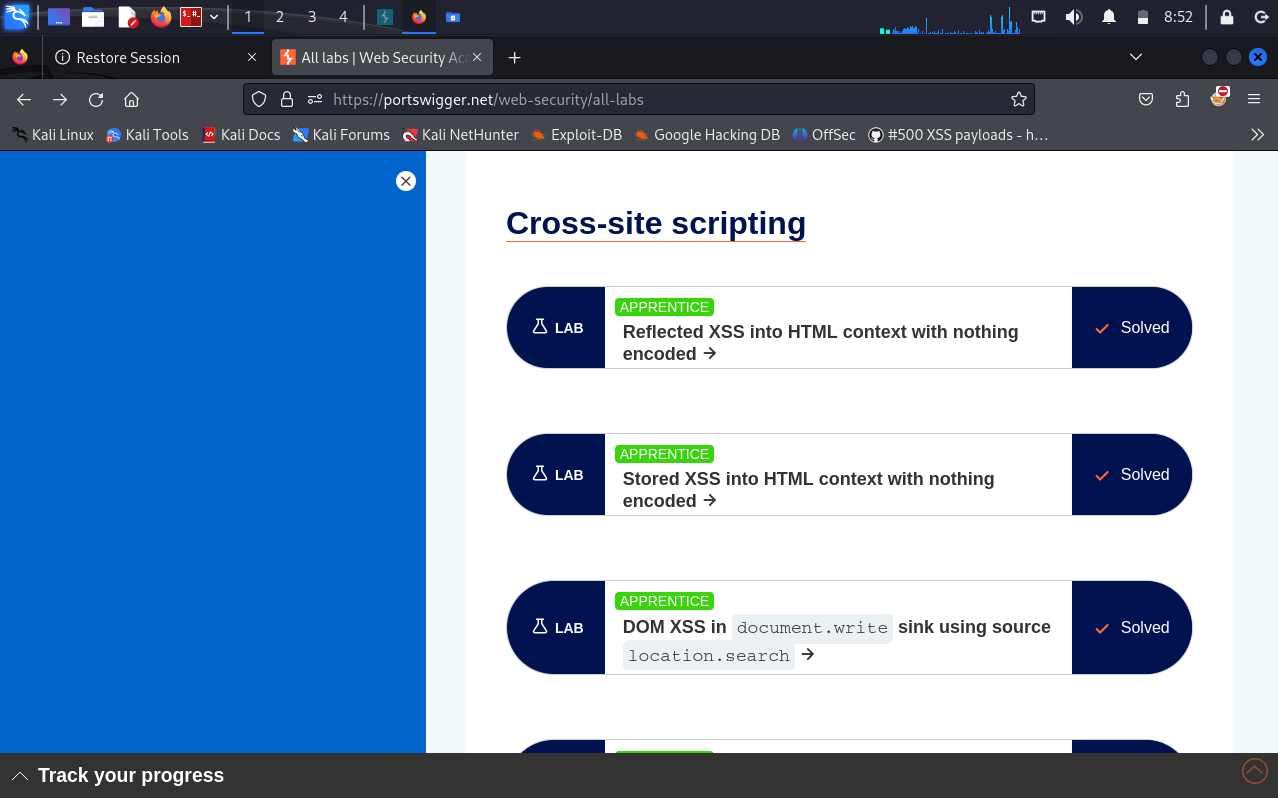 1 2 3 4 8:52
Restore Session
All labs | Web Security Aca
https://portswigger.net/web-security/all-labs
Kali Linux Kali Tools Kali Docs Kali Forums Kali NetHunter Exploit-DB Google Hacking DB OffSec #500 XSS payloads - h…
Cross-site scripting
LAB
APPRENTICE
Reflected XSS into HTML context with nothing
encoded
Solved
LAB
APPRENTICE
Stored XSS into HTML context with nothing
encoded
Solved
LAB
APPRENTICE
DOM XSS in document.write sink using source
location.search
Solved
Track your progress